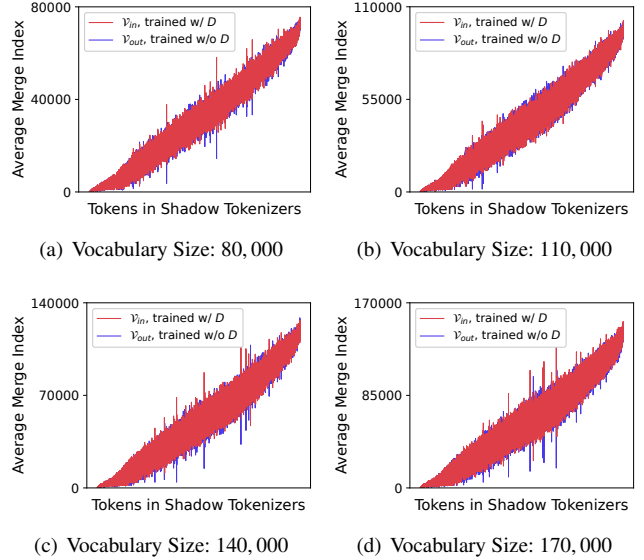 80000
40000
0
Average Merge Index
𝒱in, trained w/ D
𝒱out, trained w/o D
Tokens in Shadow Tokenizers
(a) Vocabulary Size: 80, 000
110000
55000
0
Average Merge Index
𝒱in, trained w/ D
𝒱out, trained w/o D
Tokens in Shadow Tokenizers
(b) Vocabulary Size: 110, 000
140000
70000
0
Average Merge Index
𝒱in, trained w/ D
𝒱out, trained w/o D
Tokens in Shadow Tokenizers
(c) Vocabulary Size: 140, 000
170000
85000
0
Average Merge Index
𝒱in, trained w/ D
𝒱out, trained w/o D
Tokens in Shadow Tokenizers
(d) Vocabulary Size: 170, 000